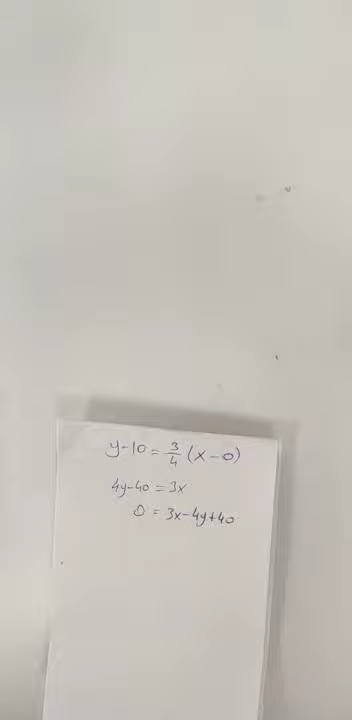 y-10 = 3/4 (x-0)
4y-40 = 3x
0 = 3x-4y+40